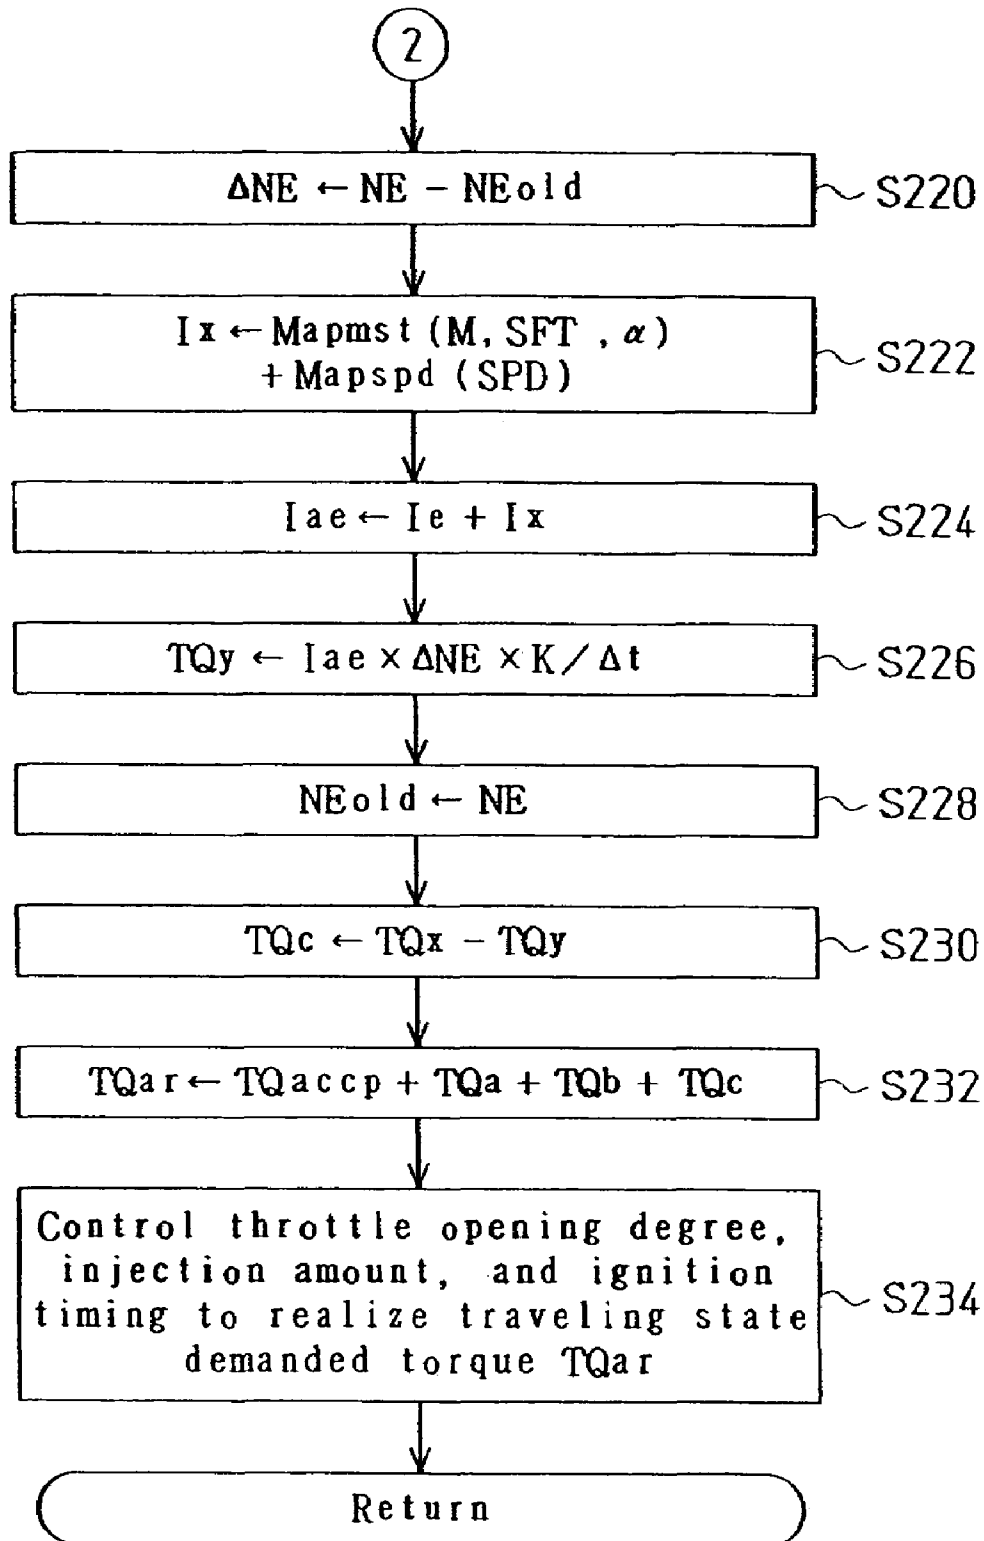 2
ΔNE ← NE - NEold
S220
Ix ← Mapmst (M, SFT , α)
+ Mapspd (SPD)
S222
Iae ← Ie + Ix
S224
TQy ← Iae × ΔNE × K / Δt
S226
NEold ← NE
S228
TQc ← TQx - TQy
S230
TQar ← TQaccp + TQa + TQb + TQc
S232
Control throttle opening degree,
injection amount, and ignition
timing to realize traveling state
demanded torque TQar
S234
Return